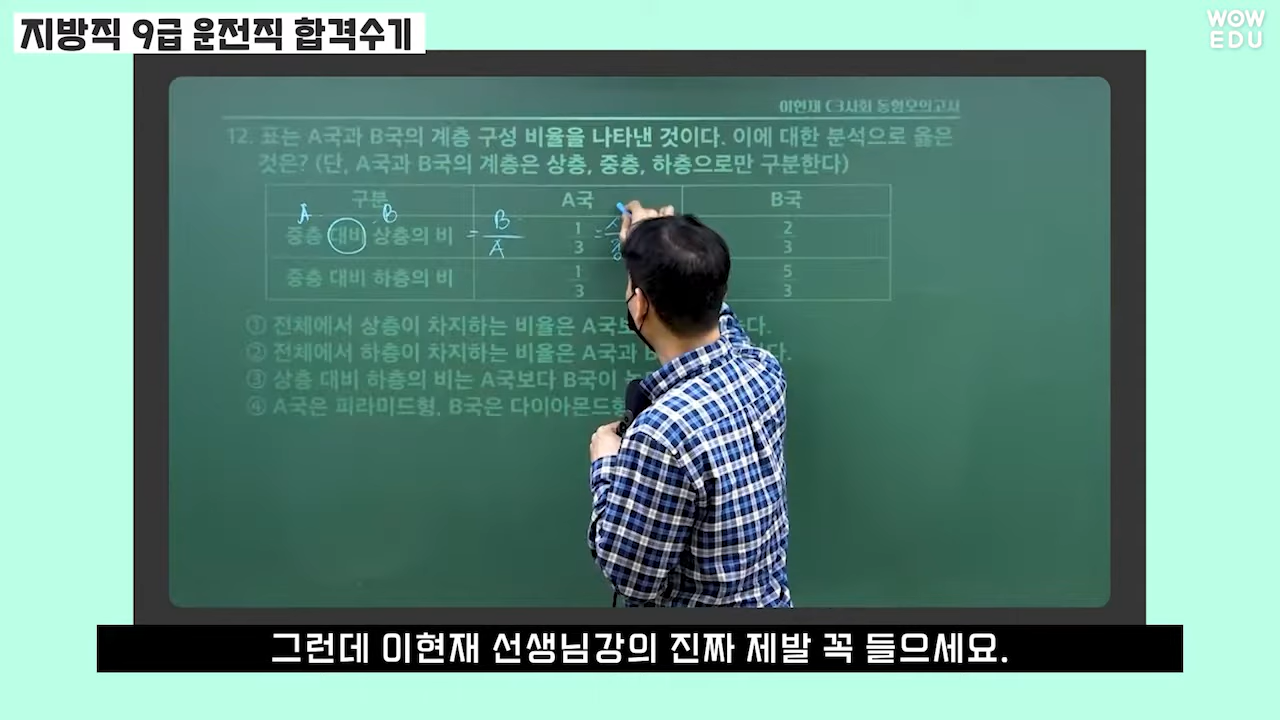 지방직 9급 운전직 합격수기
WOW
EDU
이현재 C3사회 동형모의고사
12. 표는 A국과 B국의 계층 구성 비율을 나타낸 것이다. 이에 대한 분석으로 옳은
것은? (단, A국과 B국의 계층은 상층, 중층, 하층으로만 구분한다)
구분 A국 B국
A B
중층 대비 상층의 비 = B/A 1/3 = 2/3
중층 대비 하층의 비 1/3 5/3
① 전체에서 상층이 차지하는 비율은 A국보
② 전체에서 하층이 차지하는 비율은 A국과
③ 상층 대비 하층의 비는 A국보다 B국이
④ A국은 피라미드형, B국은 다이아몬드형
그런데 이현재 선생님강의 진짜 제발 꼭 들으세요.